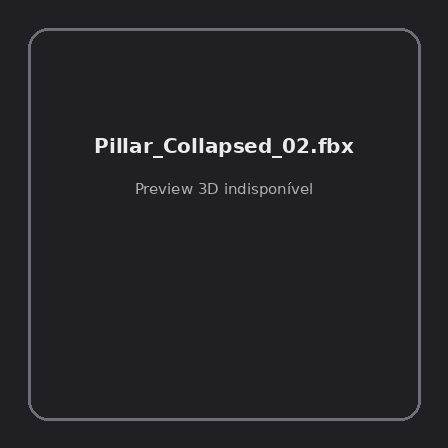 Pillar_Collapsed_02.fbx
Preview 3D indisponível